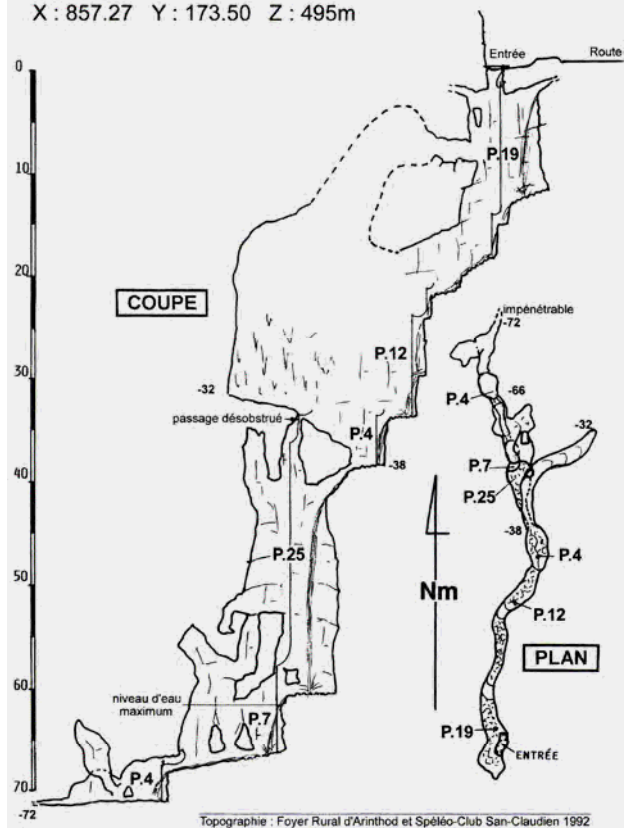 X : 857.27 Y : 173.50 Z : 495m
Entrée
Route
0
P.19
10
20
COUPE
impénétrable
-72
P.12
30
-32
P.4
-66
passage désobstrué
P.4
-32
-38
P.7
40
P.25
-38
P.25
P.4
50
Nm
P.12
PLAN
60
niveau d'eau
maximum
P.7
P.19
ENTRÉE
P.4
70
-72
Topographie : Foyer Rural d'Arinthod et Spéléo-Club San-Claudien 1992